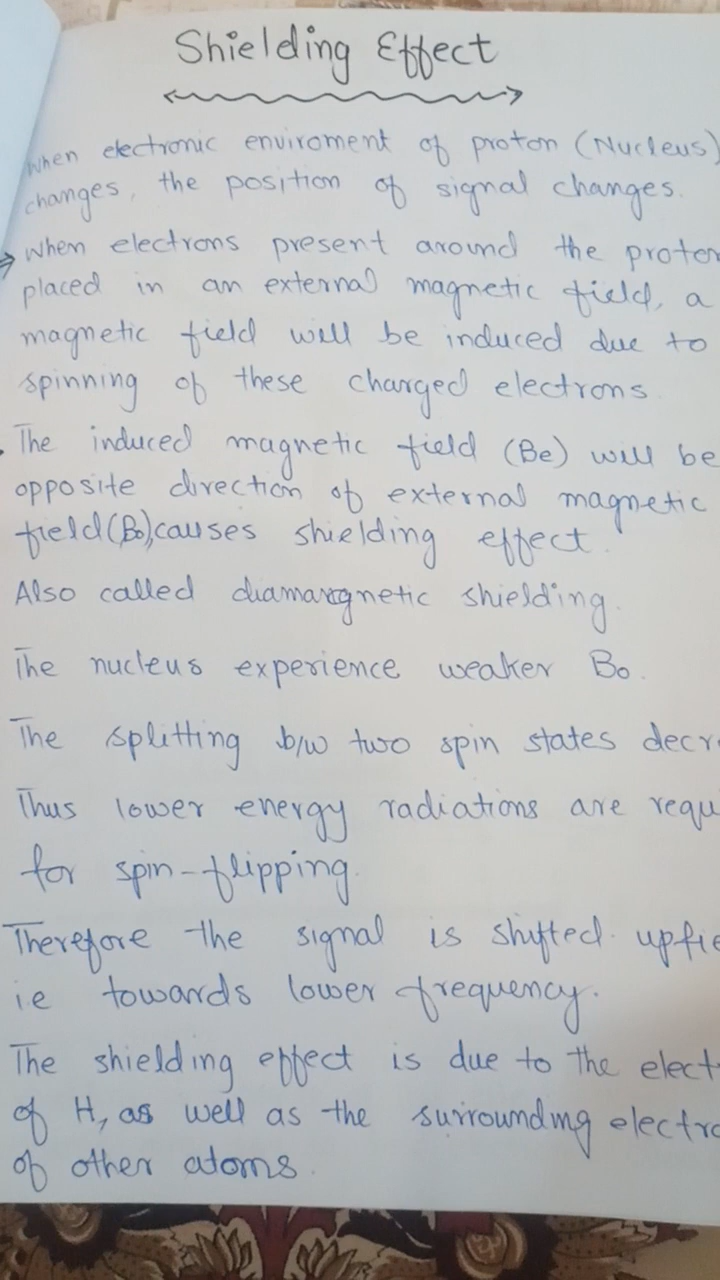 Shielding Effect
When electronic enviroment of proton (Nucleus)
changes, the position of signal changes.
→ When electrons present around the proton
placed in an external magnetic field, a
magnetic field will be induced due to
spinning of these charged electrons
The induced magnetic field (Be) will be
opposite direction of external magnetic
field (Bo), causes shielding effect.
Also called diamagnetic shielding.
The nucleus experience weaker Bo.
The splitting b/w two spin states decr
Thus lower energy radiations are requ
for spin-flipping.
Therefore the signal is shifted upfie
i.e towards lower frequency.
The shielding effect is due to the elect
of H, as well as the surrounding electro
of other atoms.